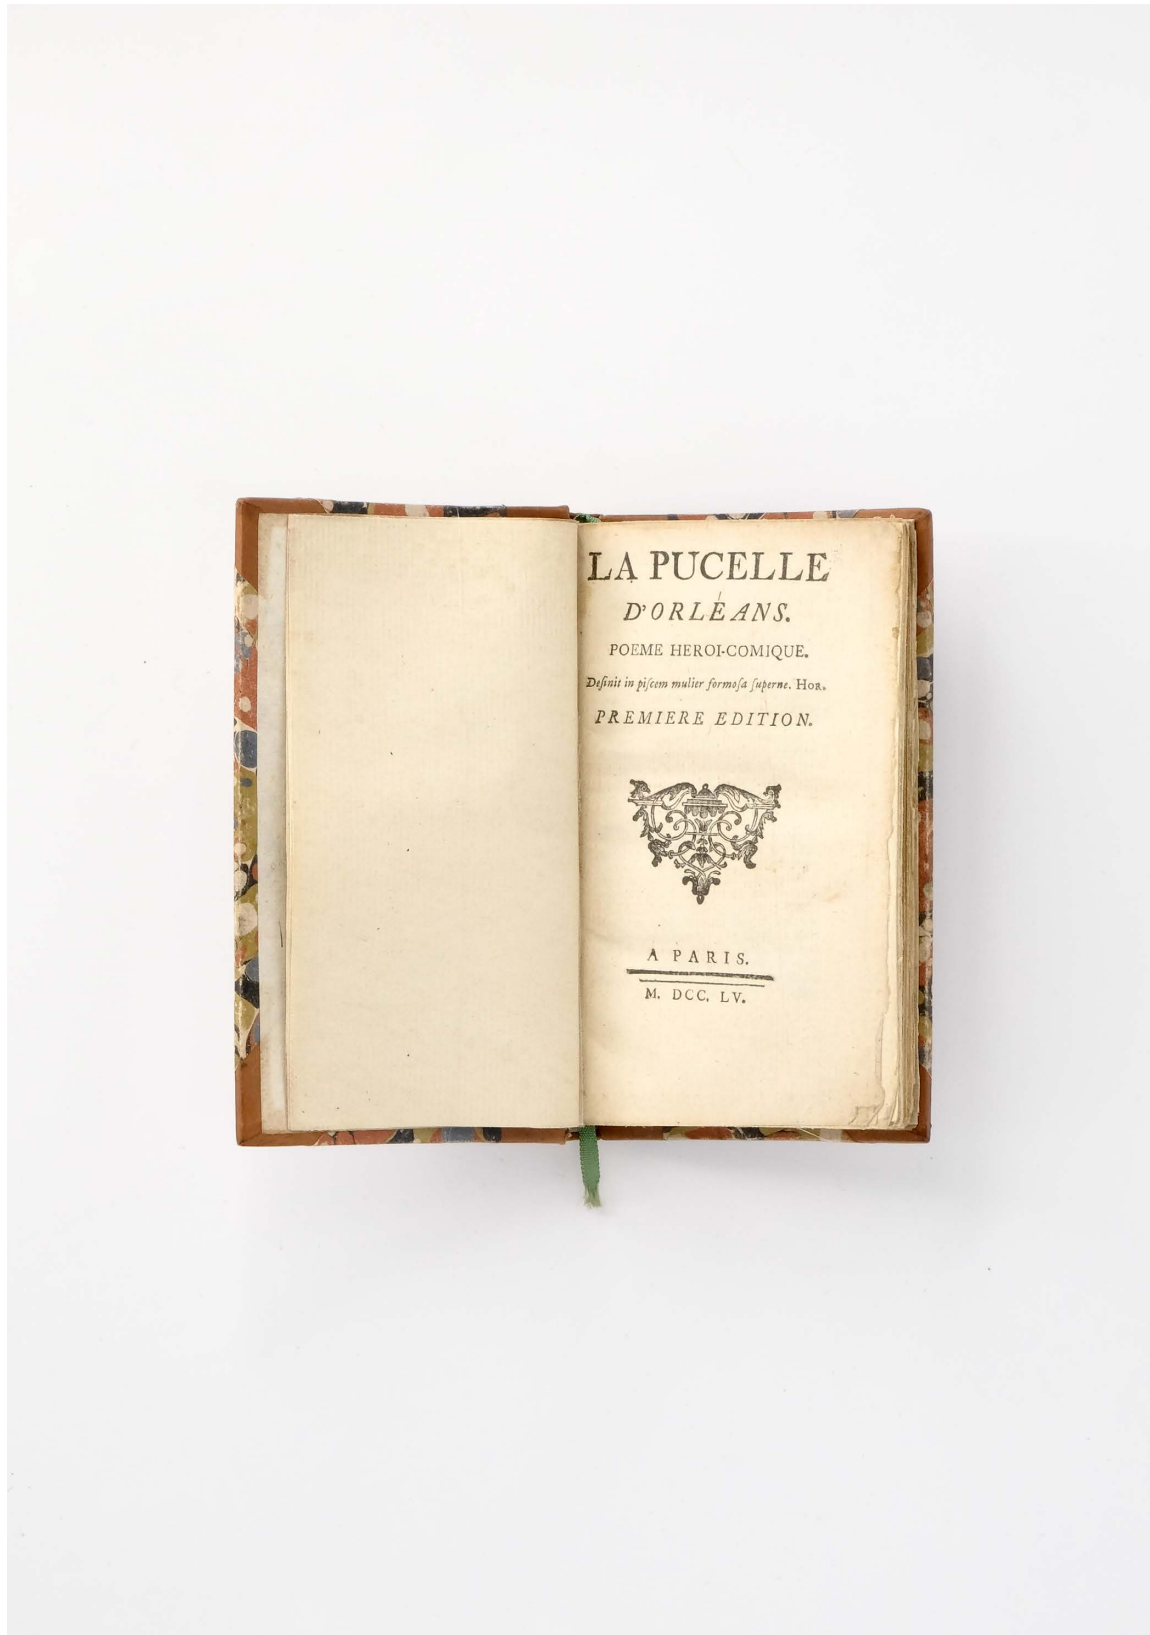 LA PUCELLE
D'ORLÉANS.
POEME HEROI-COMIQUE.
Deſinit in piſcem mulier formoſa ſuperne. HOR.
PREMIERE EDITION.
A PARIS.
M. DCC. LV.